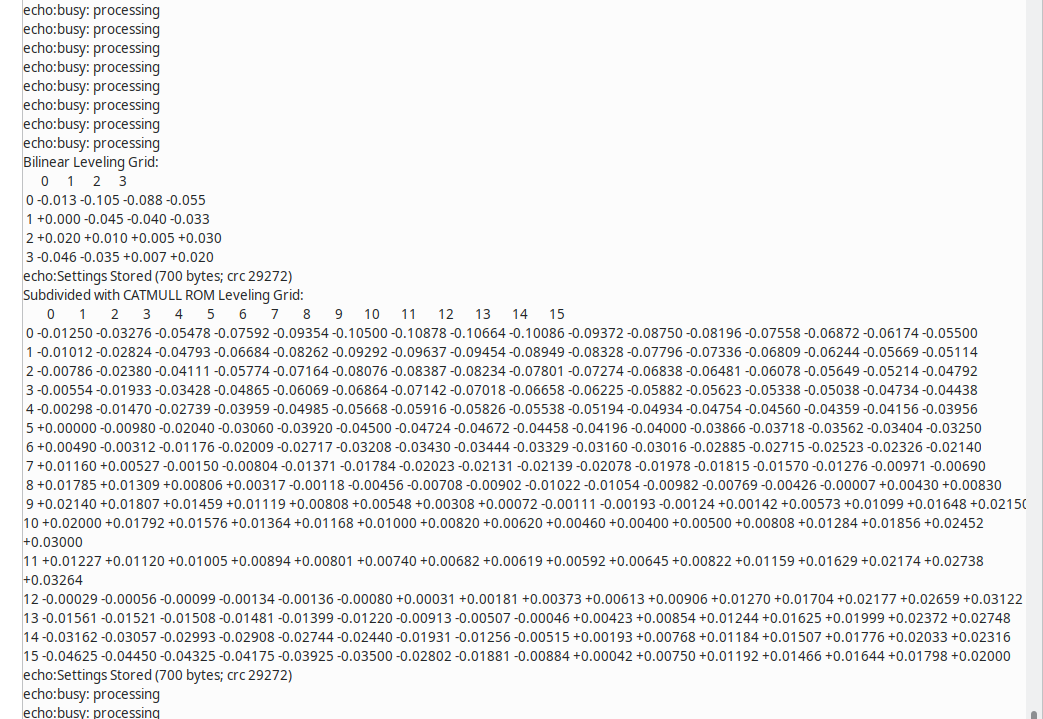 echo:busy: processing
echo:busy: processing
echo:busy: processing
echo:busy: processing
echo:busy: processing
echo:busy: processing
echo:busy: processing
echo:busy: processing
Bilinear Leveling Grid:
0 1 2 3
0 -0.013 -0.105 -0.088 -0.055
1 +0.000 -0.045 -0.040 -0.033
2 +0.020 +0.010 +0.005 +0.030
3 -0.046 -0.035 +0.007 +0.020
echo:Settings Stored (700 bytes; crc 29272)
Subdivided with CATMULL ROM Leveling Grid:
0 1 2 3 4 5 6 7 8 9 10 11 12 13 14 15
0 -0.01250 -0.03276 -0.05478 -0.07592 -0.09354 -0.10500 -0.10878 -0.10664 -0.10086 -0.09372 -0.08750 -0.08196 -0.07558 -0.06872 -0.06174 -0.05500
1 -0.01012 -0.02824 -0.04793 -0.06684 -0.08262 -0.09292 -0.09637 -0.09454 -0.08949 -0.08328 -0.07796 -0.07336 -0.06809 -0.06244 -0.05669 -0.05114
2 -0.00786 -0.02380 -0.04111 -0.05774 -0.07164 -0.08076 -0.08387 -0.08234 -0.07801 -0.07274 -0.06838 -0.06481 -0.06078 -0.05649 -0.05214 -0.04792
3 -0.00554 -0.01933 -0.03428 -0.04865 -0.06069 -0.06864 -0.07142 -0.07018 -0.06658 -0.06225 -0.05882 -0.05623 -0.05338 -0.05038 -0.04734 -0.04438
4 -0.00298 -0.01470 -0.02739 -0.03959 -0.04985 -0.05668 -0.05916 -0.05826 -0.05538 -0.05194 -0.04934 -0.04754 -0.04560 -0.04359 -0.04156 -0.03956
5 +0.00000 -0.00980 -0.02040 -0.03060 -0.03920 -0.04500 -0.04724 -0.04672 -0.04458 -0.04196 -0.04000 -0.03866 -0.03718 -0.03562 -0.03404 -0.03250
6 +0.00490 -0.00312 -0.01176 -0.02009 -0.02717 -0.03208 -0.03430 -0.03444 -0.03329 -0.03160 -0.03016 -0.02885 -0.02715 -0.02523 -0.02326 -0.02140
7 +0.01160 +0.00527 -0.00150 -0.00804 -0.01371 -0.01784 -0.02023 -0.02131 -0.02139 -0.02078 -0.01978 -0.01815 -0.01570 -0.01276 -0.00971 -0.00690
8 +0.01785 +0.01309 +0.00806 +0.00317 -0.00118 -0.00456 -0.00708 -0.00902 -0.01022 -0.01054 -0.00982 -0.00769 -0.00426 -0.00007 +0.00430 +0.00830
9 +0.02140 +0.01807 +0.01459 +0.01119 +0.00808 +0.00548 +0.00308 +0.00072 -0.00111 -0.00193 -0.00124 +0.00142 +0.00573 +0.01099 +0.01648 +0.02150
10 +0.02000 +0.01792 +0.01576 +0.01364 +0.01168 +0.01000 +0.00820 +0.00620 +0.00460 +0.00400 +0.00500 +0.00808 +0.01284 +0.01856 +0.02452
+0.03000
11 +0.01227 +0.01120 +0.01005 +0.00894 +0.00801 +0.00740 +0.00682 +0.00619 +0.00592 +0.00645 +0.00822 +0.01159 +0.01629 +0.02174 +0.02738
+0.03264
12 -0.00029 -0.00056 -0.00099 -0.00134 -0.00136 -0.00080 +0.00031 +0.00181 +0.00373 +0.00613 +0.00906 +0.01270 +0.01704 +0.02177 +0.02659 +0.03122
13 -0.01561 -0.01521 -0.01508 -0.01481 -0.01399 -0.01220 -0.00913 -0.00507 -0.00046 +0.00423 +0.00854 +0.01244 +0.01625 +0.01999 +0.02372 +0.02748
14 -0.03162 -0.03057 -0.02993 -0.02908 -0.02744 -0.02440 -0.01931 -0.01256 -0.00515 +0.00193 +0.00768 +0.01184 +0.01507 +0.01776 +0.02033 +0.02316
15 -0.04625 -0.04450 -0.04325 -0.04175 -0.03925 -0.03500 -0.02802 -0.01881 -0.00884 +0.00042 +0.00750 +0.01192 +0.01466 +0.01644 +0.01798 +0.02000
echo:Settings Stored (700 bytes; crc 29272)
echo:busy: processing
echo:busy: processing